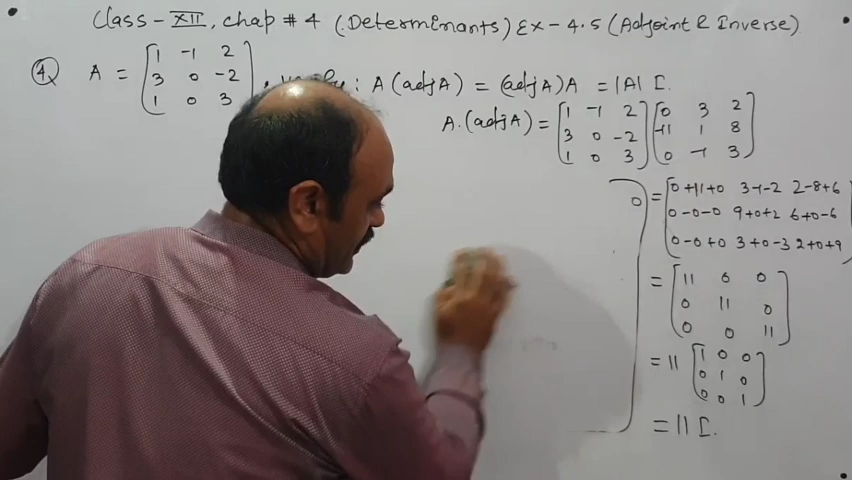 Class-XII, chap # 4 (Determenants) Ex-4.5 (Adjoint & Inverse)
4 A = [1 -1 2
3 0 -2
1 0 3], : A(adjA) = (adjA)A = |A| I.
A.(adjA) = [1 -1 2
3 0 -2
1 0 3] [0 3 2
-11 1 8
0 -1 3]
0
= [0+11+0 3-1-2 2-8+6
0-0-0 9+0+2 6+0-6
0-0+0 3+0-3 2+0+9
= [11 0 0
0 11 0
0 0 11]
= 11 [1 0 0
0 1 0
0 0 1]
= 11 I.